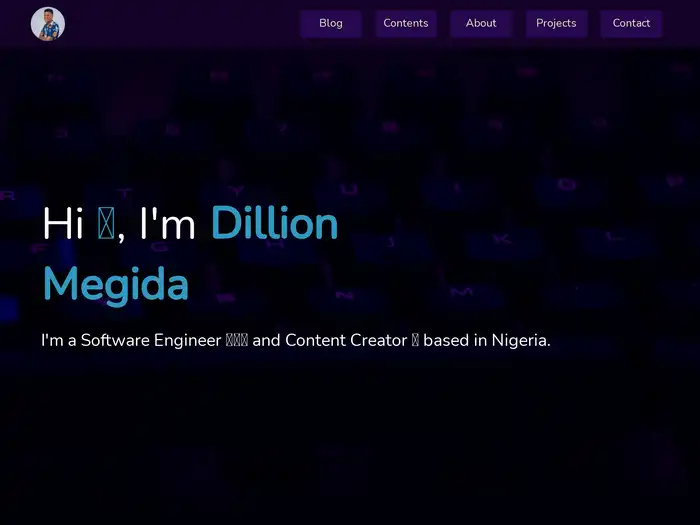 Blog Contents About Projects Contact
Hi , I'm Dillion
Megida
I'm a Software Engineer and Content Creator based in Nigeria.